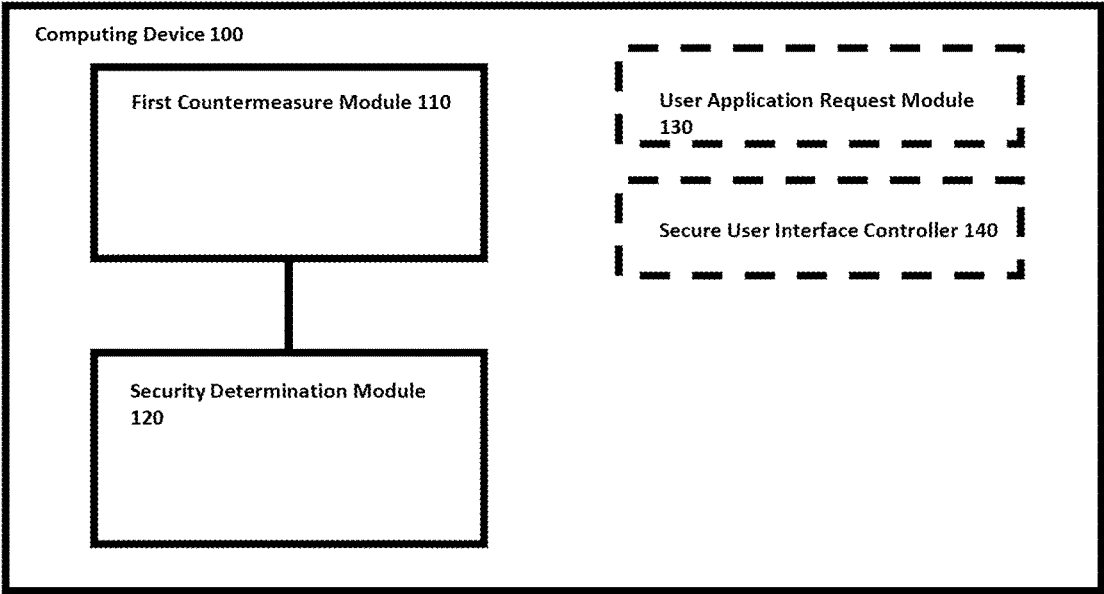 Computing Device 100
First Countermeasure Module 110
User Application Request Module
130
Secure User Interface Controller 140
Security Determination Module
120